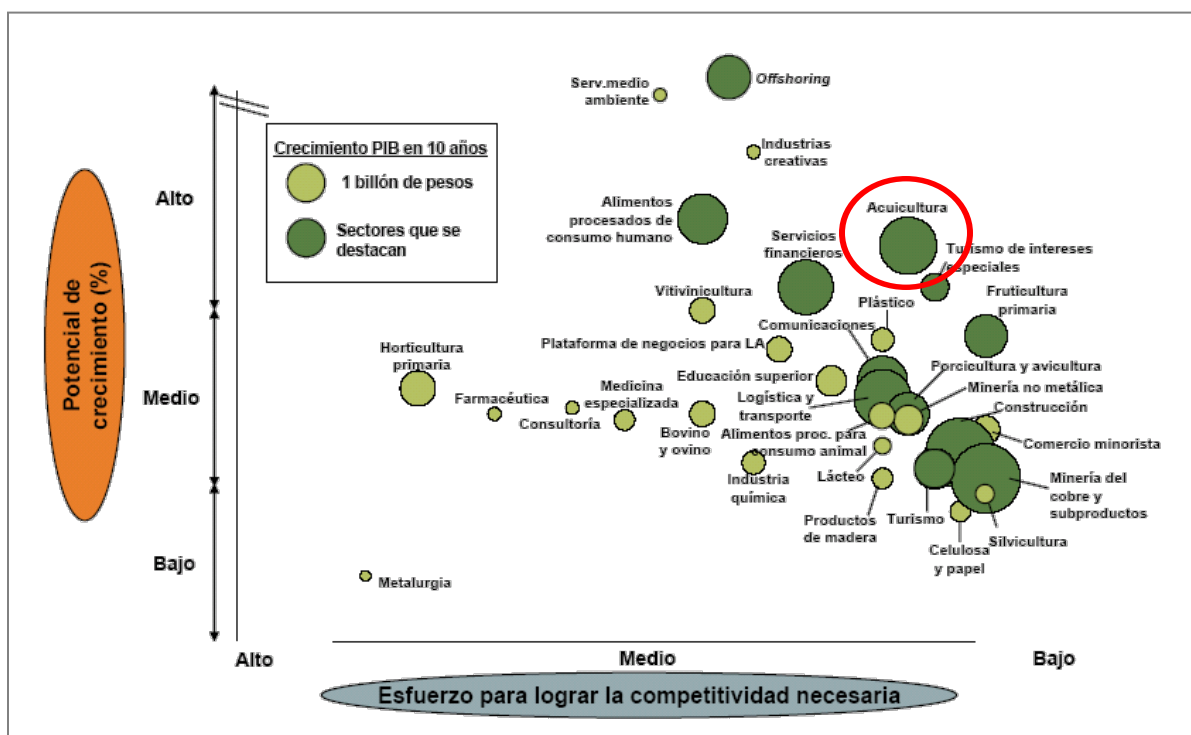 Offshoring
Serv.medio
ambiente
Crecimiento PIB en 10 años
1 billón de pesos
Sectores que se
destacan
Industrias
creativas
Alto
Alimentos
procesados de
consumo humano
Acuicultura
Servicios
financieros
Turismo de intereses
especiales
Vitivinicultura
Plástico
Fruticultura
primaria
Potencial de
crecimiento (%)
Comunicaciones
Plataforma de negocios para LA
Horticultura
primaria
Porcicultura y avicultura
Educación superior
Minería no metálica
Medio
Farmacéutica
Medicina
especializada
Consultoría
Logística y
transporte
Construcción
Bovino
y ovino
Alimentos proc. para
consumo animal
Comercio minorista
Industria
química
Lácteo
Minería del
cobre y
subproductos
Productos
de madera
Turismo
Silvicultura
Celulosa
y papel
Bajo
Metalurgia
Alto
Medio
Bajo
Esfuerzo para lograr la competitividad necesaria